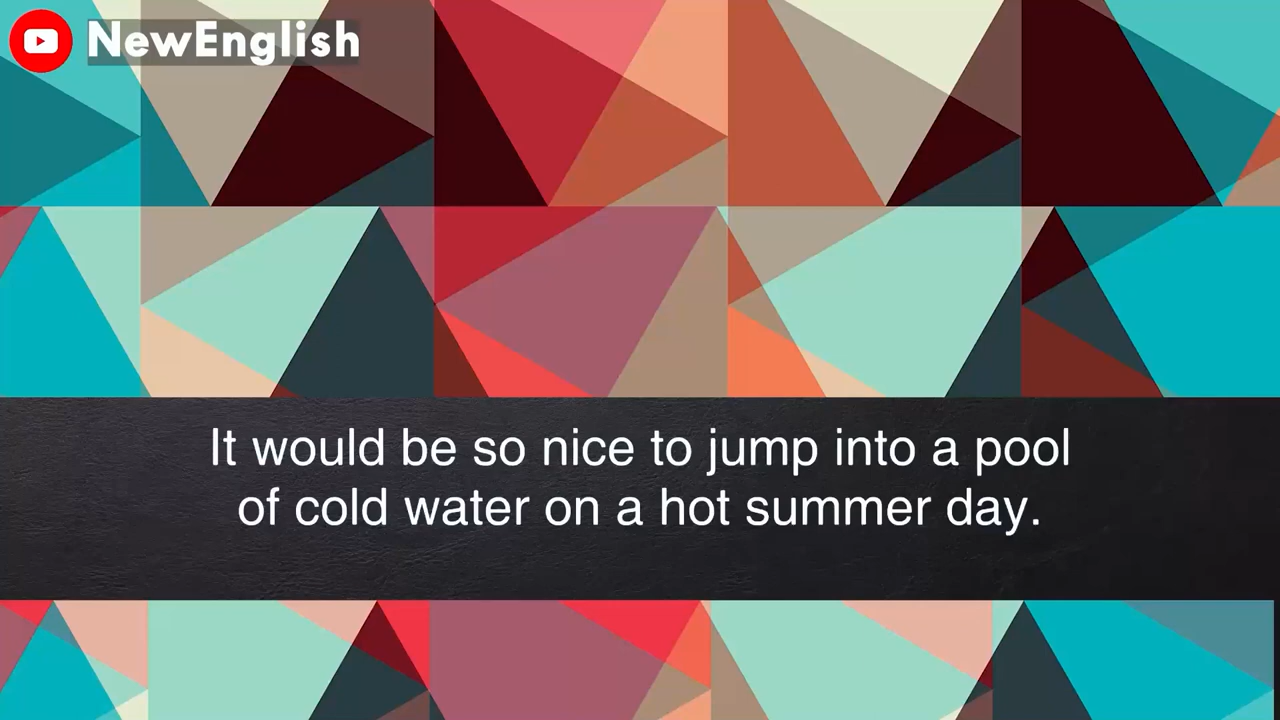 NewEnglish
It would be so nice to jump into a pool
of cold water on a hot summer day.